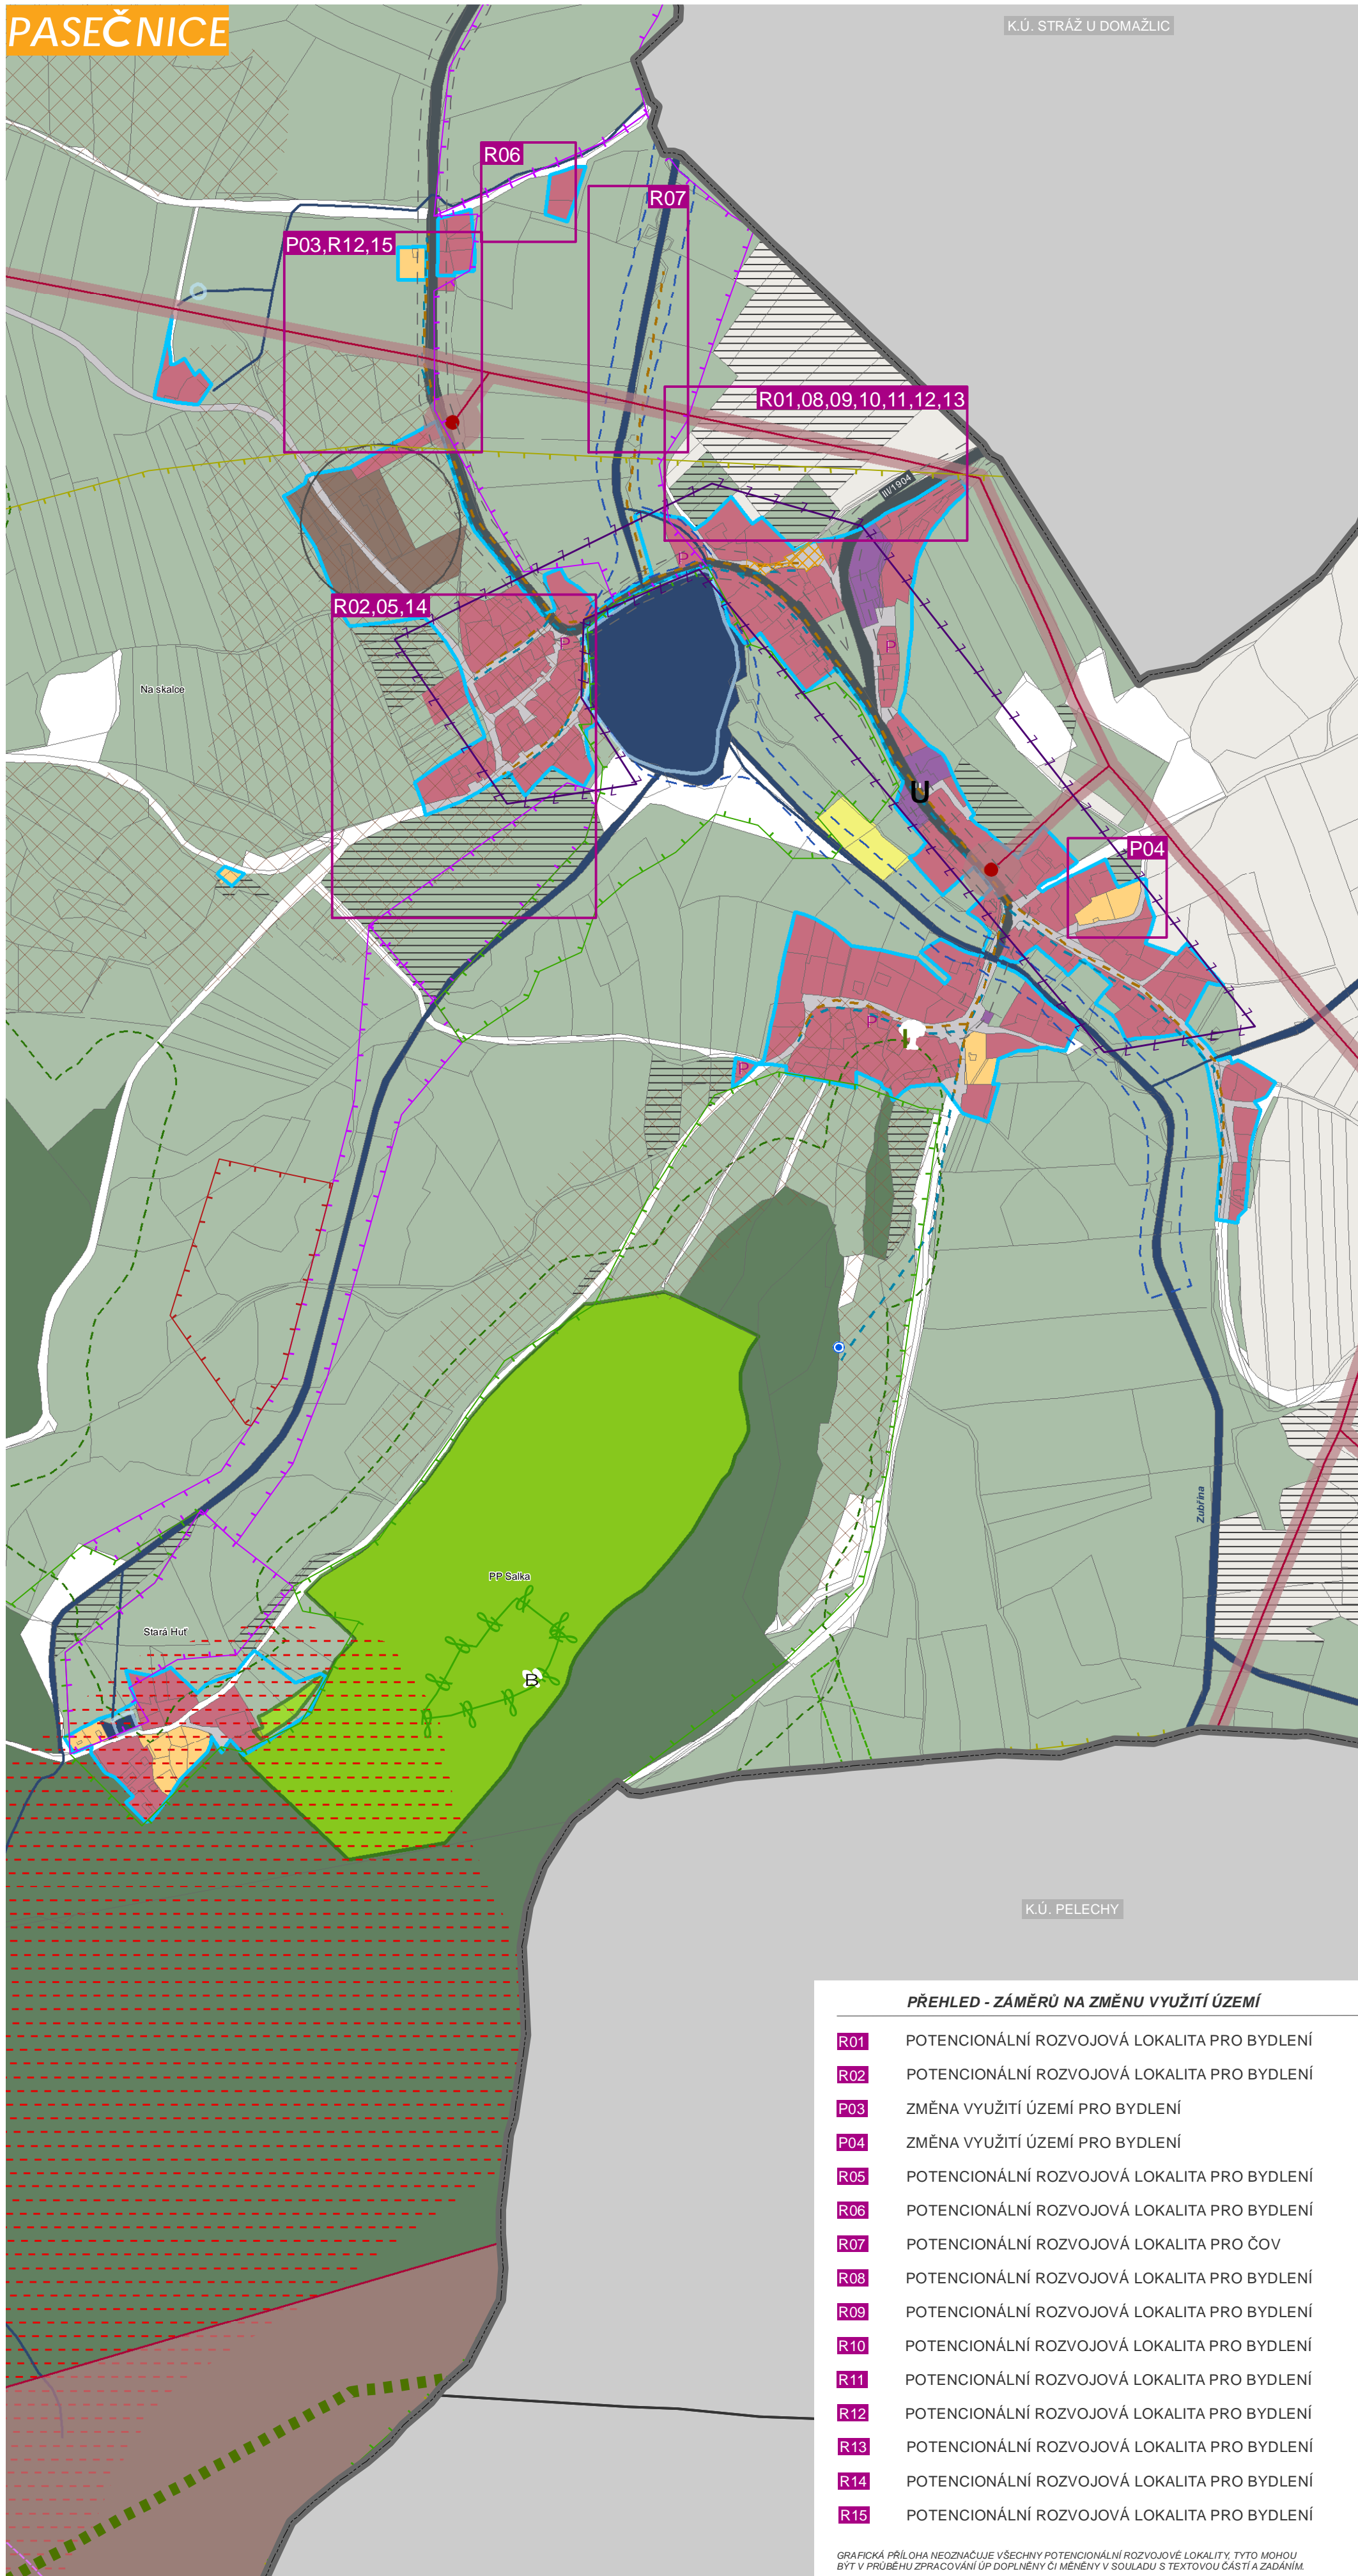 PASEČNICE
K.Ú. STRÁŽ U DOMAŽLIC
R06
R07
P03,R12,15
R01,08,09,10,11,12,13
III/1904
P
R02,05,14
P
P
Na skalce
U
P04
P
P
Zubřina
PP Salka
B
Stará Huť
K.Ú. PELECHY
PŘEHLED - ZÁMĚRŮ NA ZMĚNU VYUŽITÍ ÚZEMÍ
R01 POTENCIONÁLNÍ ROZVOJOVÁ LOKALITA PRO BYDLENÍ
R02 POTENCIONÁLNÍ ROZVOJOVÁ LOKALITA PRO BYDLENÍ
P03 ZMĚNA VYUŽITÍ ÚZEMÍ PRO BYDLENÍ
P04 ZMĚNA VYUŽITÍ ÚZEMÍ PRO BYDLENÍ
R05 POTENCIONÁLNÍ ROZVOJOVÁ LOKALITA PRO BYDLENÍ
R06 POTENCIONÁLNÍ ROZVOJOVÁ LOKALITA PRO BYDLENÍ
R07 POTENCIONÁLNÍ ROZVOJOVÁ LOKALITA PRO ČOV
R08 POTENCIONÁLNÍ ROZVOJOVÁ LOKALITA PRO BYDLENÍ
R09 POTENCIONÁLNÍ ROZVOJOVÁ LOKALITA PRO BYDLENÍ
R10 POTENCIONÁLNÍ ROZVOJOVÁ LOKALITA PRO BYDLENÍ
R11 POTENCIONÁLNÍ ROZVOJOVÁ LOKALITA PRO BYDLENÍ
R12 POTENCIONÁLNÍ ROZVOJOVÁ LOKALITA PRO BYDLENÍ
R13 POTENCIONÁLNÍ ROZVOJOVÁ LOKALITA PRO BYDLENÍ
R14 POTENCIONÁLNÍ ROZVOJOVÁ LOKALITA PRO BYDLENÍ
R15 POTENCIONÁLNÍ ROZVOJOVÁ LOKALITA PRO BYDLENÍ
GRAFICKÁ PŘÍLOHA NEOZNAČUJE VŠECHNY POTENCIONÁLNÍ ROZVOJOVÉ LOKALITY, TYTO MOHOU
BÝT V PRŮBĚHU ZPRACOVÁNÍ ÚP DOPLNĚNY ČI MĚNĚNY V SOULADU S TEXTOVOU ČÁSTÍ A ZADÁNÍM.